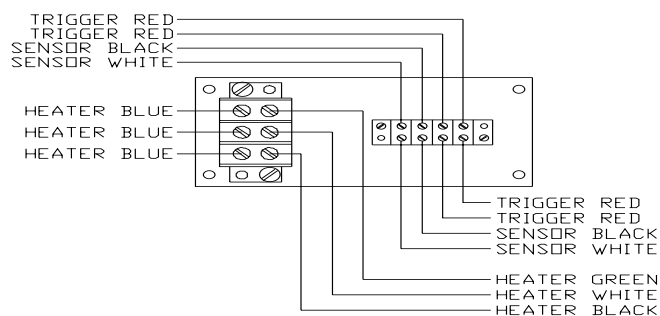 TRIGGER RED
TRIGGER RED
SENSOR BLACK
SENSOR WHITE
HEATER BLUE
HEATER BLUE
HEATER BLUE
TRIGGER RED
TRIGGER RED
SENSOR BLACK
SENSOR WHITE
HEATER GREEN
HEATER WHITE
HEATER BLACK